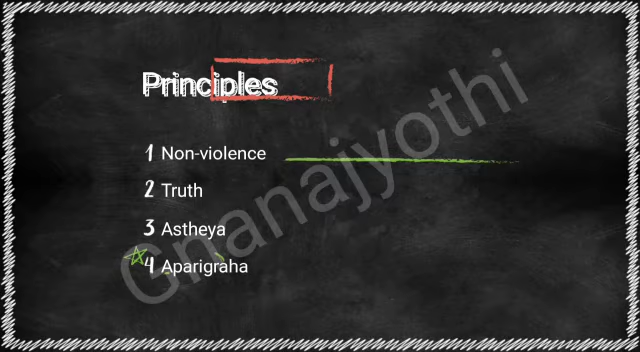 Principles
1 Non-violence
2 Truth
3 Astheya
4 Aparigraha
Gnanajyothi